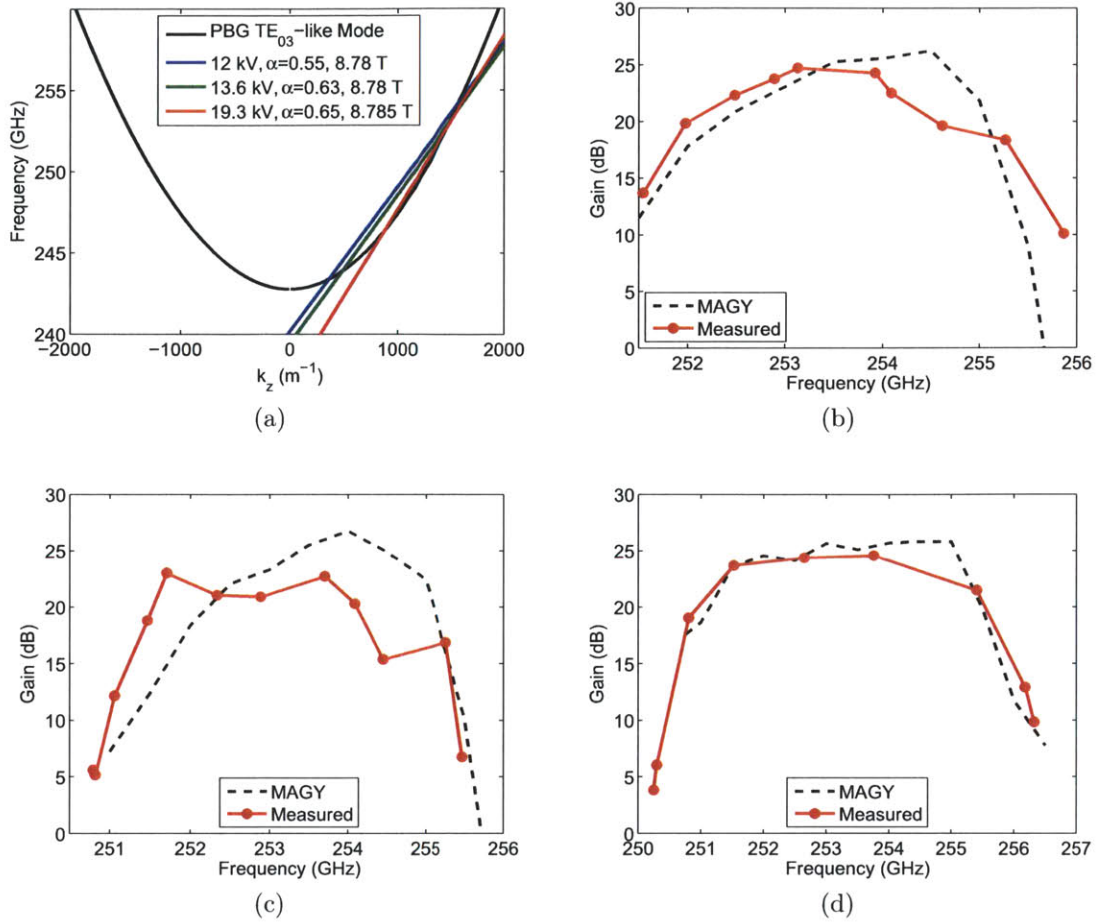 PBG TE03−like Mode
12 kV, α=0.55, 8.78 T
13.6 kV, α=0.63, 8.78 T
19.3 kV, α=0.65, 8.785 T
255
250
245
240
Frequency (GHz)
−2000 −1000 0 1000 2000
kz (m−1)
(a)
30
25
20
15
10
5
0
Gain (dB)
MAGY
Measured
252 253 254 255 256
Frequency (GHz)
(b)
30
25
20
15
10
5
0
Gain (dB)
MAGY
Measured
251 252 253 254 255 256
Frequency (GHz)
(c)
30
25
20
15
10
5
0
Gain (dB)
MAGY
Measured
250 251 252 253 254 255 256 257
Frequency (GHz)
(d)